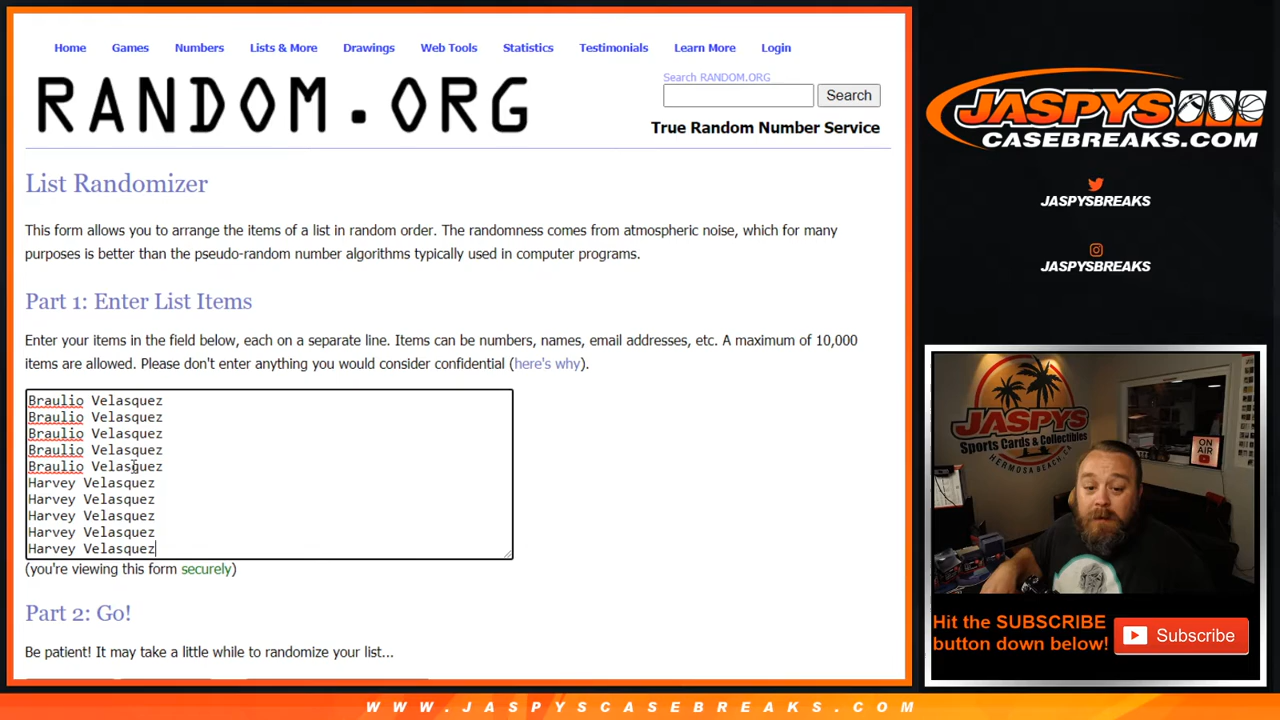 Home Games Numbers Lists & More Drawings Web Tools Statistics Testimonials Learn More Login
RANDOM.ORG
Search RANDOM.ORG
Search
True Random Number Service
List Randomizer
This form allows you to arrange the items of a list in random order. The randomness comes from atmospheric noise, which for many
purposes is better than the pseudo-random number algorithms typically used in computer programs.
Part 1: Enter List Items
Enter your items in the field below, each on a separate line. Items can be numbers, names, email addresses, etc. A maximum of 10,000
items are allowed. Please don't enter anything you would consider confidential (here's why).
Braulio Velasquez
Braulio Velasquez
Braulio Velasquez
Braulio Velasquez
Braulio Velasquez
Harvey Velasquez
Harvey Velasquez
Harvey Velasquez
Harvey Velasquez
Harvey Velasquez
(you're viewing this form securely)
Part 2: Go!
Be patient! It may take a little while to randomize your list...
JASPYS
CASEBREAKS.COM
JASPYSBREAKS
JASPYSBREAKS
JASPYS
Sports Cards & Collectibles
HERMOSA BEACH, CA
ON AIR
Hit the SUBSCRIBE
button down below!
Subscribe
WWW.JASPYSCASEBREAKS.COM